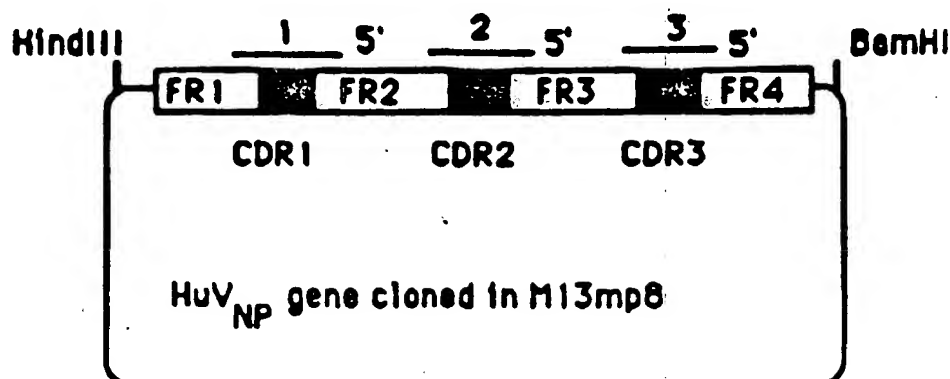 HindIII 1 5' 2 5' 3 5' BamHI
FR1 FR2 FR3 FR4
CDR1 CDR2 CDR3
HuVNP gene cloned in M13mp8